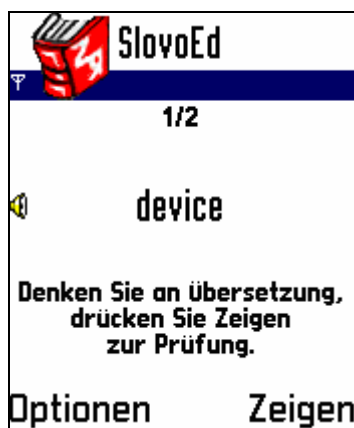 SlovoEd
1/2
device
Denken Sie an Übersetzung,
drücken Sie Zeigen
zur Prüfung.
Optionen Zeigen